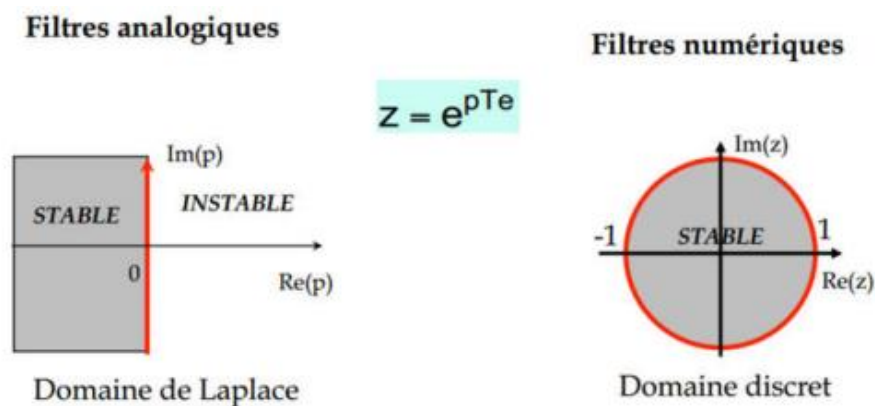 Filtres analogiques
Filtres numériques
z = e^pTe
Im(p)
STABLE
INSTABLE
0
Re(p)
Domaine de Laplace
Im(z)
-1
STABLE
1
Re(z)
Domaine discret